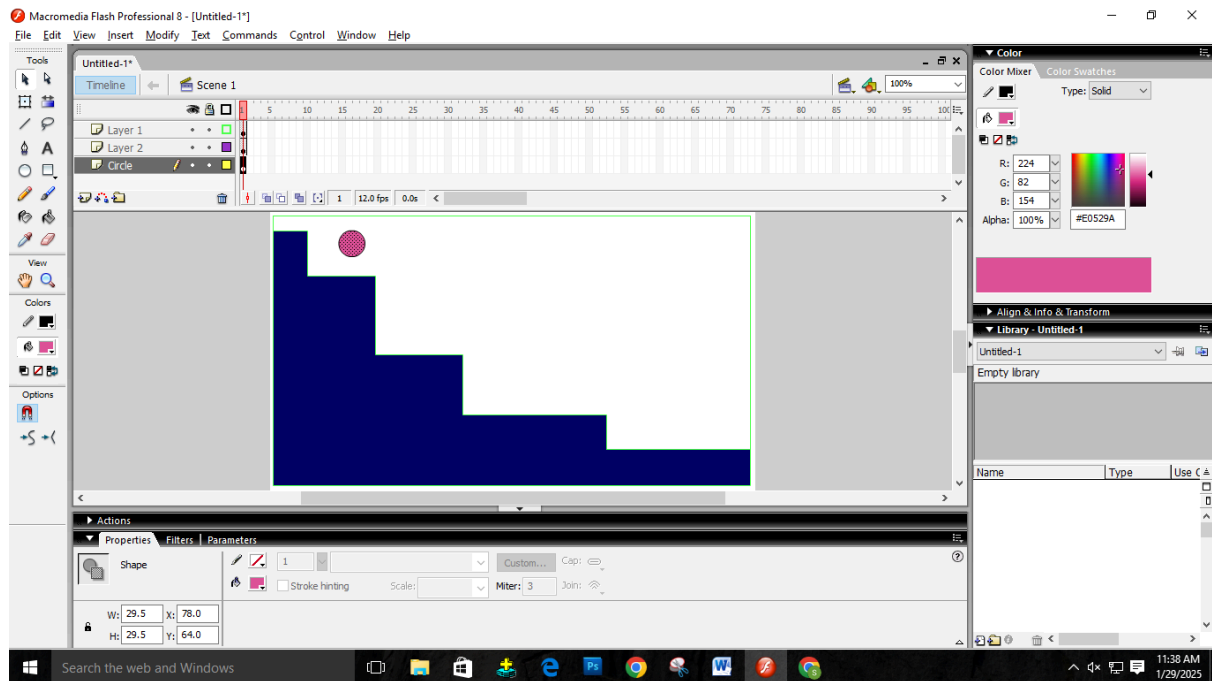 Macromedia Flash Professional 8 - [Untitled-1*]
File Edit View Insert Modify Text Commands Control Window Help
Tools
View
Colors
Options
Untitled-1*
Timeline Scene 1 100%
1 5 10 15 20 25 30 35 40 45 50 55 60 65 70 75 80 85 90 95 100
Layer 1
Layer 2
Circle
1 12.0 fps 0.0s
Actions
Properties Filters Parameters
Shape 1 Custom... Cap:
Stroke hinting Scale: Miter: 3 Join:
W: 29.5 X: 78.0
H: 29.5 Y: 64.0
Color
Color Mixer Color Swatches
Type: Solid
R: 224
G: 82
B: 154
Alpha: 100% #E0529A
Align & Info & Transform
Library - Untitled-1
Untitled-1
Empty library
Name Type Use C
Search the web and Windows
Ps
W
11:38 AM
1/29/2025